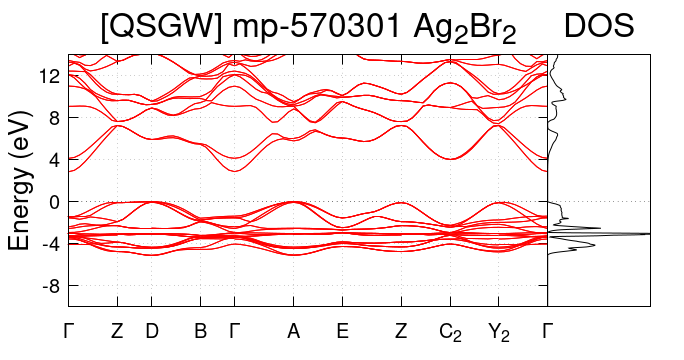 [QSGW] mp-570301 Ag2Br2 DOS
Energy (eV)
12
8
4
0
-4
-8
Γ Z D B Γ A E Z C2 Y2 Γ